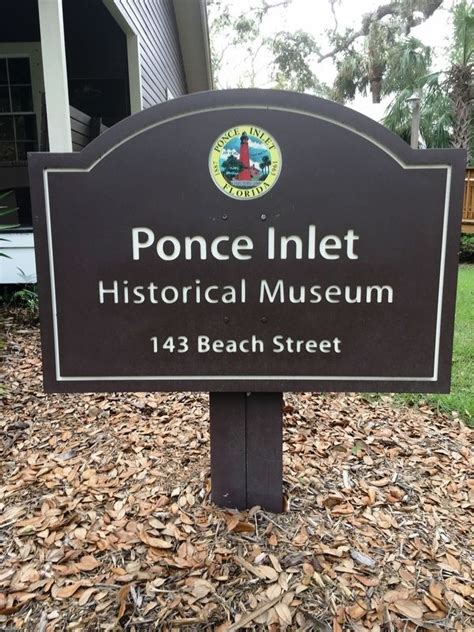 PONCE INLET
FLORIDA
Ponce Inlet
Historical Museum
143 Beach Street